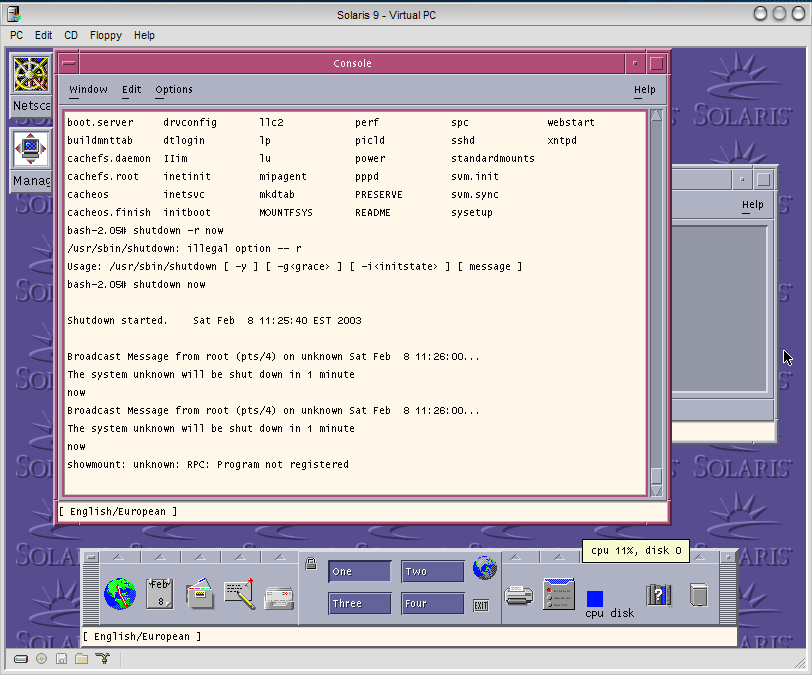 Solaris 9 - Virtual PC
PC Edit CD Floppy Help
Console
Window Edit Options Help
boot.server drvconfig llc2 perf spc webstart
buildmnttab dtlogin lp picld sshd xntpd
cachefs.daemon IIim lu power standardmounts
cachefs.root inetinit mipagent pppd svm.init
cacheos inetsvc mkdtab PRESERVE svm.sync
cacheos.finish initboot MOUNTFSYS README sysetup
bash-2.05# shutdown -r now
/usr/sbin/shutdown: illegal option -- r
Usage: /usr/sbin/shutdown [ -y ] [ -g<grace> ] [ -i<initstate> ] [ message ]
bash-2.05# shutdown now
Shutdown started.    Sat Feb  8 11:25:40 EST 2003
Broadcast Message from root (pts/4) on unknown Sat Feb  8 11:26:00...
The system unknown will be shut down in 1 minute
now
Broadcast Message from root (pts/4) on unknown Sat Feb  8 11:26:00...
The system unknown will be shut down in 1 minute
now
showmount: unknown: RPC: Program not registered
[ English/European ]
Netsca
Manag
Help
SOLARIS
SOLARIS
cpu 11%, disk 0
Feb
8
One Two
Three Four
EXIT
cpu disk
[ English/European ]